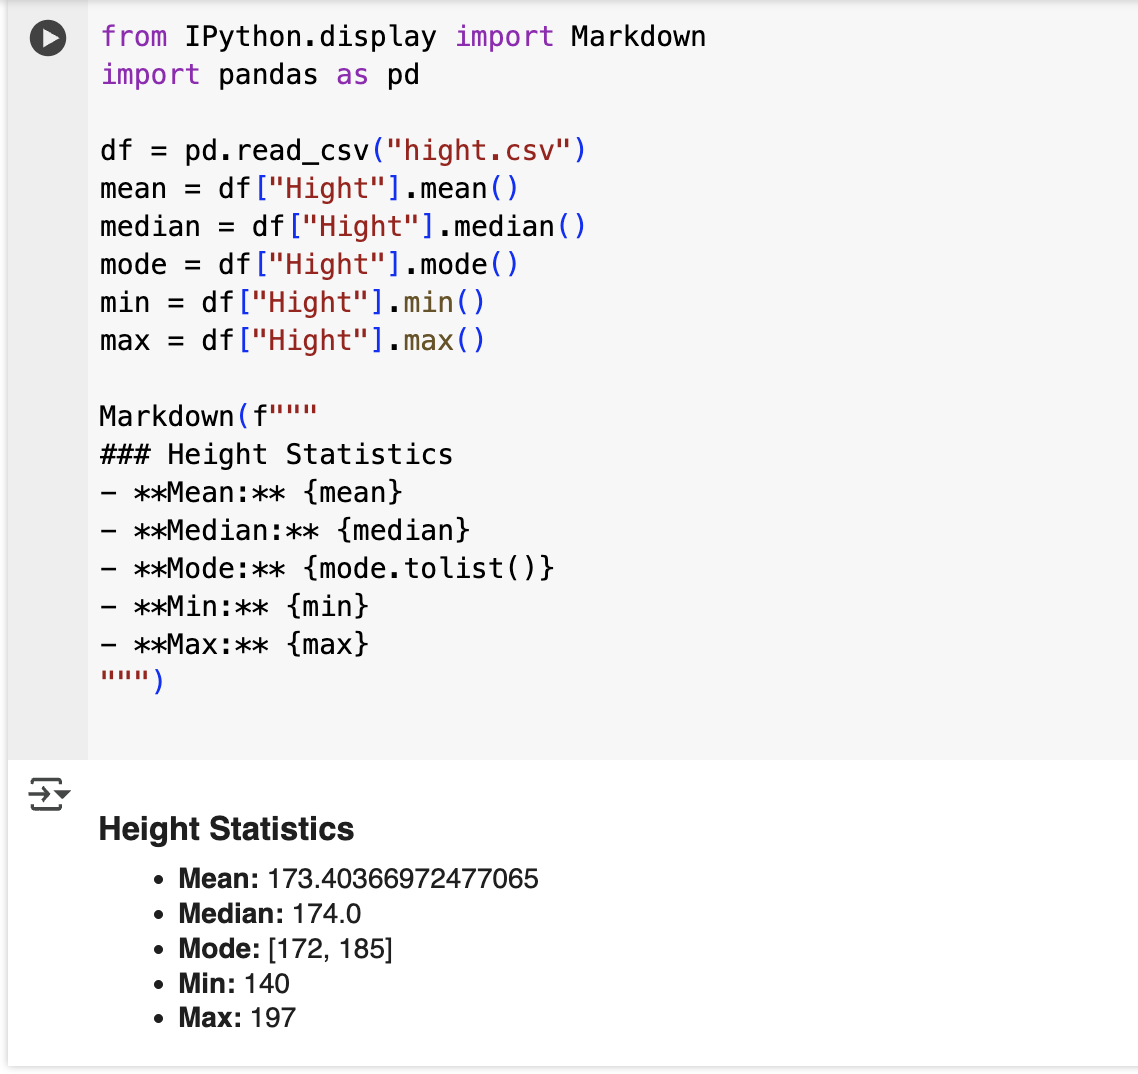 from IPython.display import Markdown
import pandas as pd
df = pd.read_csv("hight.csv")
mean = df["Hight"].mean()
median = df["Hight"].median()
mode = df["Hight"].mode()
min = df["Hight"].min()
max = df["Hight"].max()
Markdown(f"""
### Height Statistics
- **Mean:** {mean}
- **Median:** {median}
- **Mode:** {mode.tolist()}
- **Min:** {min}
- **Max:** {max}
""")
Height Statistics
• Mean: 173.40366972477065
• Median: 174.0
• Mode: [172, 185]
• Min: 140
• Max: 197